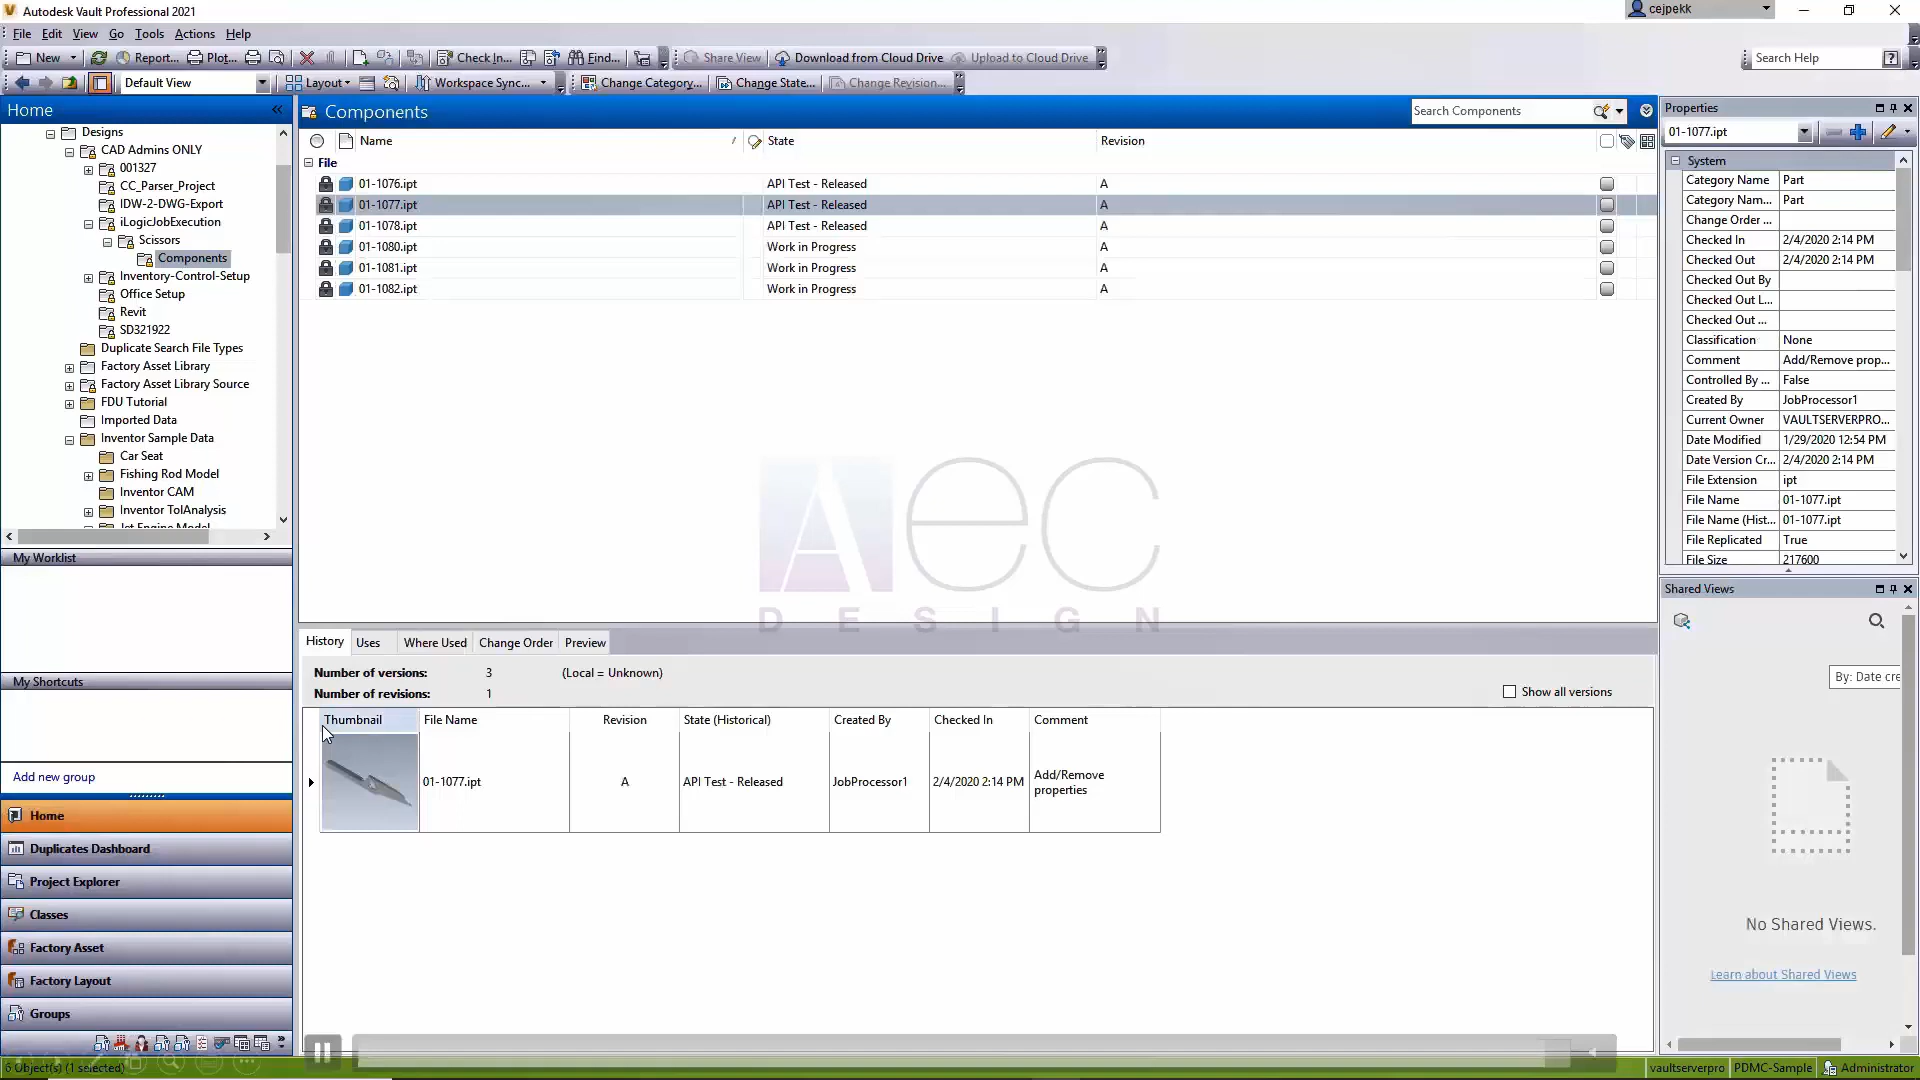 Autodesk Vault Professional 2021
cejpekk
File Edit View Go Tools Actions Help
New Report... Plot... Check In... Find... Share View Download from Cloud Drive Upload to Cloud Drive Search Help
Default View Layout Workspace Sync... Change Category... Change State... Change Revision...
Home
Designs
CAD Admins ONLY
001327
CC_Parser_Project
IDW-2-DWG-Export
iLogicJobExecution
Scissors
Components
Inventory-Control-Setup
Office Setup
Revit
SD321922
Duplicate Search File Types
Factory Asset Library
Factory Asset Library Source
FDU Tutorial
Imported Data
Inventor Sample Data
Car Seat
Fishing Rod Model
Inventor CAM
Inventor TolAnalysis
Jet Engine Model
My Worklist
My Shortcuts
Add new group
Home
Duplicates Dashboard
Project Explorer
Classes
Factory Asset
Factory Layout
Groups
Components
Search Components
Name / State Revision
File
01-1076.ipt API Test - Released A
01-1077.ipt API Test - Released A
01-1078.ipt API Test - Released A
01-1080.ipt Work in Progress A
01-1081.ipt Work in Progress A
01-1082.ipt Work in Progress A
AEC
DESIGN
History Uses Where Used Change Order Preview
Number of versions: 3 (Local = Unknown)
Number of revisions: 1
Show all versions
Thumbnail File Name Revision State (Historical) Created By Checked In Comment
01-1077.ipt A API Test - Released JobProcessor1 2/4/2020 2:14 PM Add/Remove
properties
Properties
01-1077.ipt
System
Category Name Part
Category Nam... Part
Change Order ...
Checked In 2/4/2020 2:14 PM
Checked Out 2/4/2020 2:14 PM
Checked Out By
Checked Out L...
Checked Out ...
Classification None
Comment Add/Remove prop...
Controlled By ... False
Created By JobProcessor1
Current Owner VAULTSERVERPRO...
Date Modified 1/29/2020 12:54 PM
Date Version Cr... 2/4/2020 2:14 PM
File Extension ipt
File Name 01-1077.ipt
File Name (Hist... 01-1077.ipt
File Replicated True
File Size 217600
Shared Views
By: Date cre
No Shared Views.
Learn about Shared Views
6 Object(s) (1 selected)
vaultserverpro PDMC-Sample Administrator